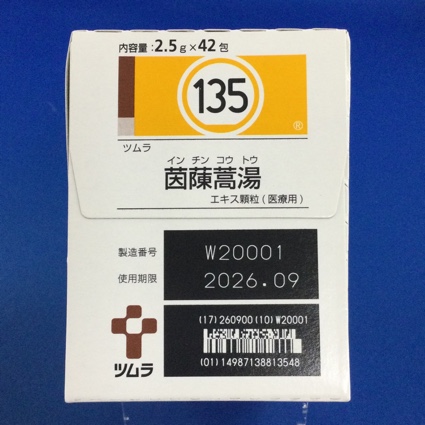 内容量:2.5g×42包
135
®
ツムラ
イン チン コウ トウ
茵蔯蒿湯
エキス顆粒(医療用)
製造番号 W20001
使用期限 2026.09
(17)260900(10)W20001
(01)14987138813548
ツムラ